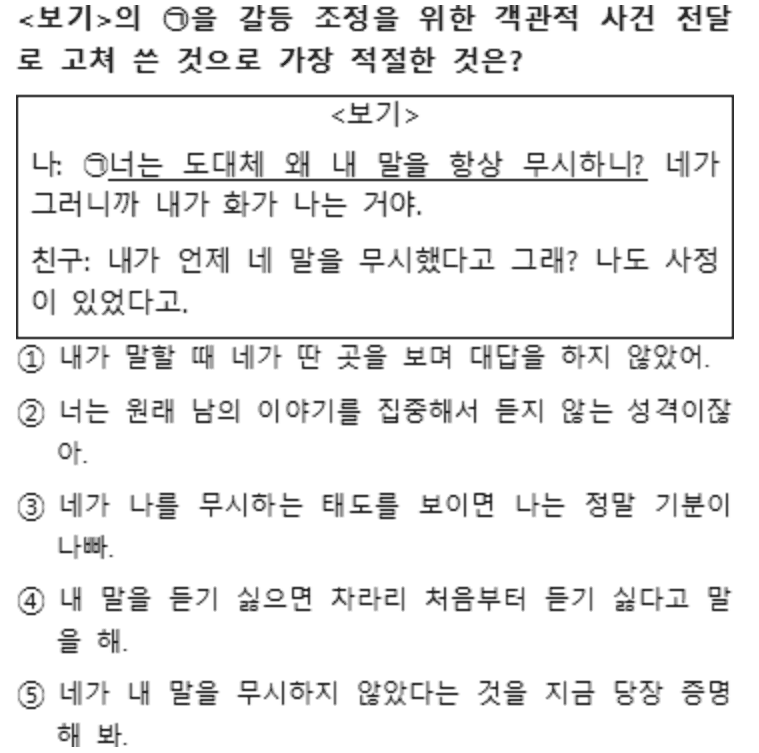 <보기>의 ㉠을 갈등 조정을 위한 객관적 사건 전달
로 고쳐 쓴 것으로 가장 적절한 것은?
<보기>
나: ㉠너는 도대체 왜 내 말을 항상 무시하니? 네가
그러니까 내가 화가 나는 거야.
친구: 내가 언제 네 말을 무시했다고 그래? 나도 사정
이 있었다고.
① 내가 말할 때 네가 딴 곳을 보며 대답을 하지 않았어.
② 너는 원래 남의 이야기를 집중해서 듣지 않는 성격이잖
아.
③ 네가 나를 무시하는 태도를 보이면 나는 정말 기분이
나빠.
④ 내 말을 듣기 싫으면 차라리 처음부터 듣기 싫다고 말
을 해.
⑤ 네가 내 말을 무시하지 않았다는 것을 지금 당장 증명
해 봐.